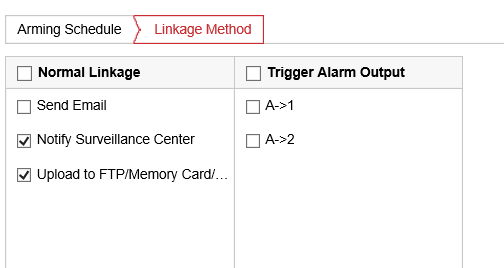 Arming Schedule Linkage Method
Normal Linkage Trigger Alarm Output
Send Email A->1
Notify Surveillance Center A->2
Upload to FTP/Memory Card/...